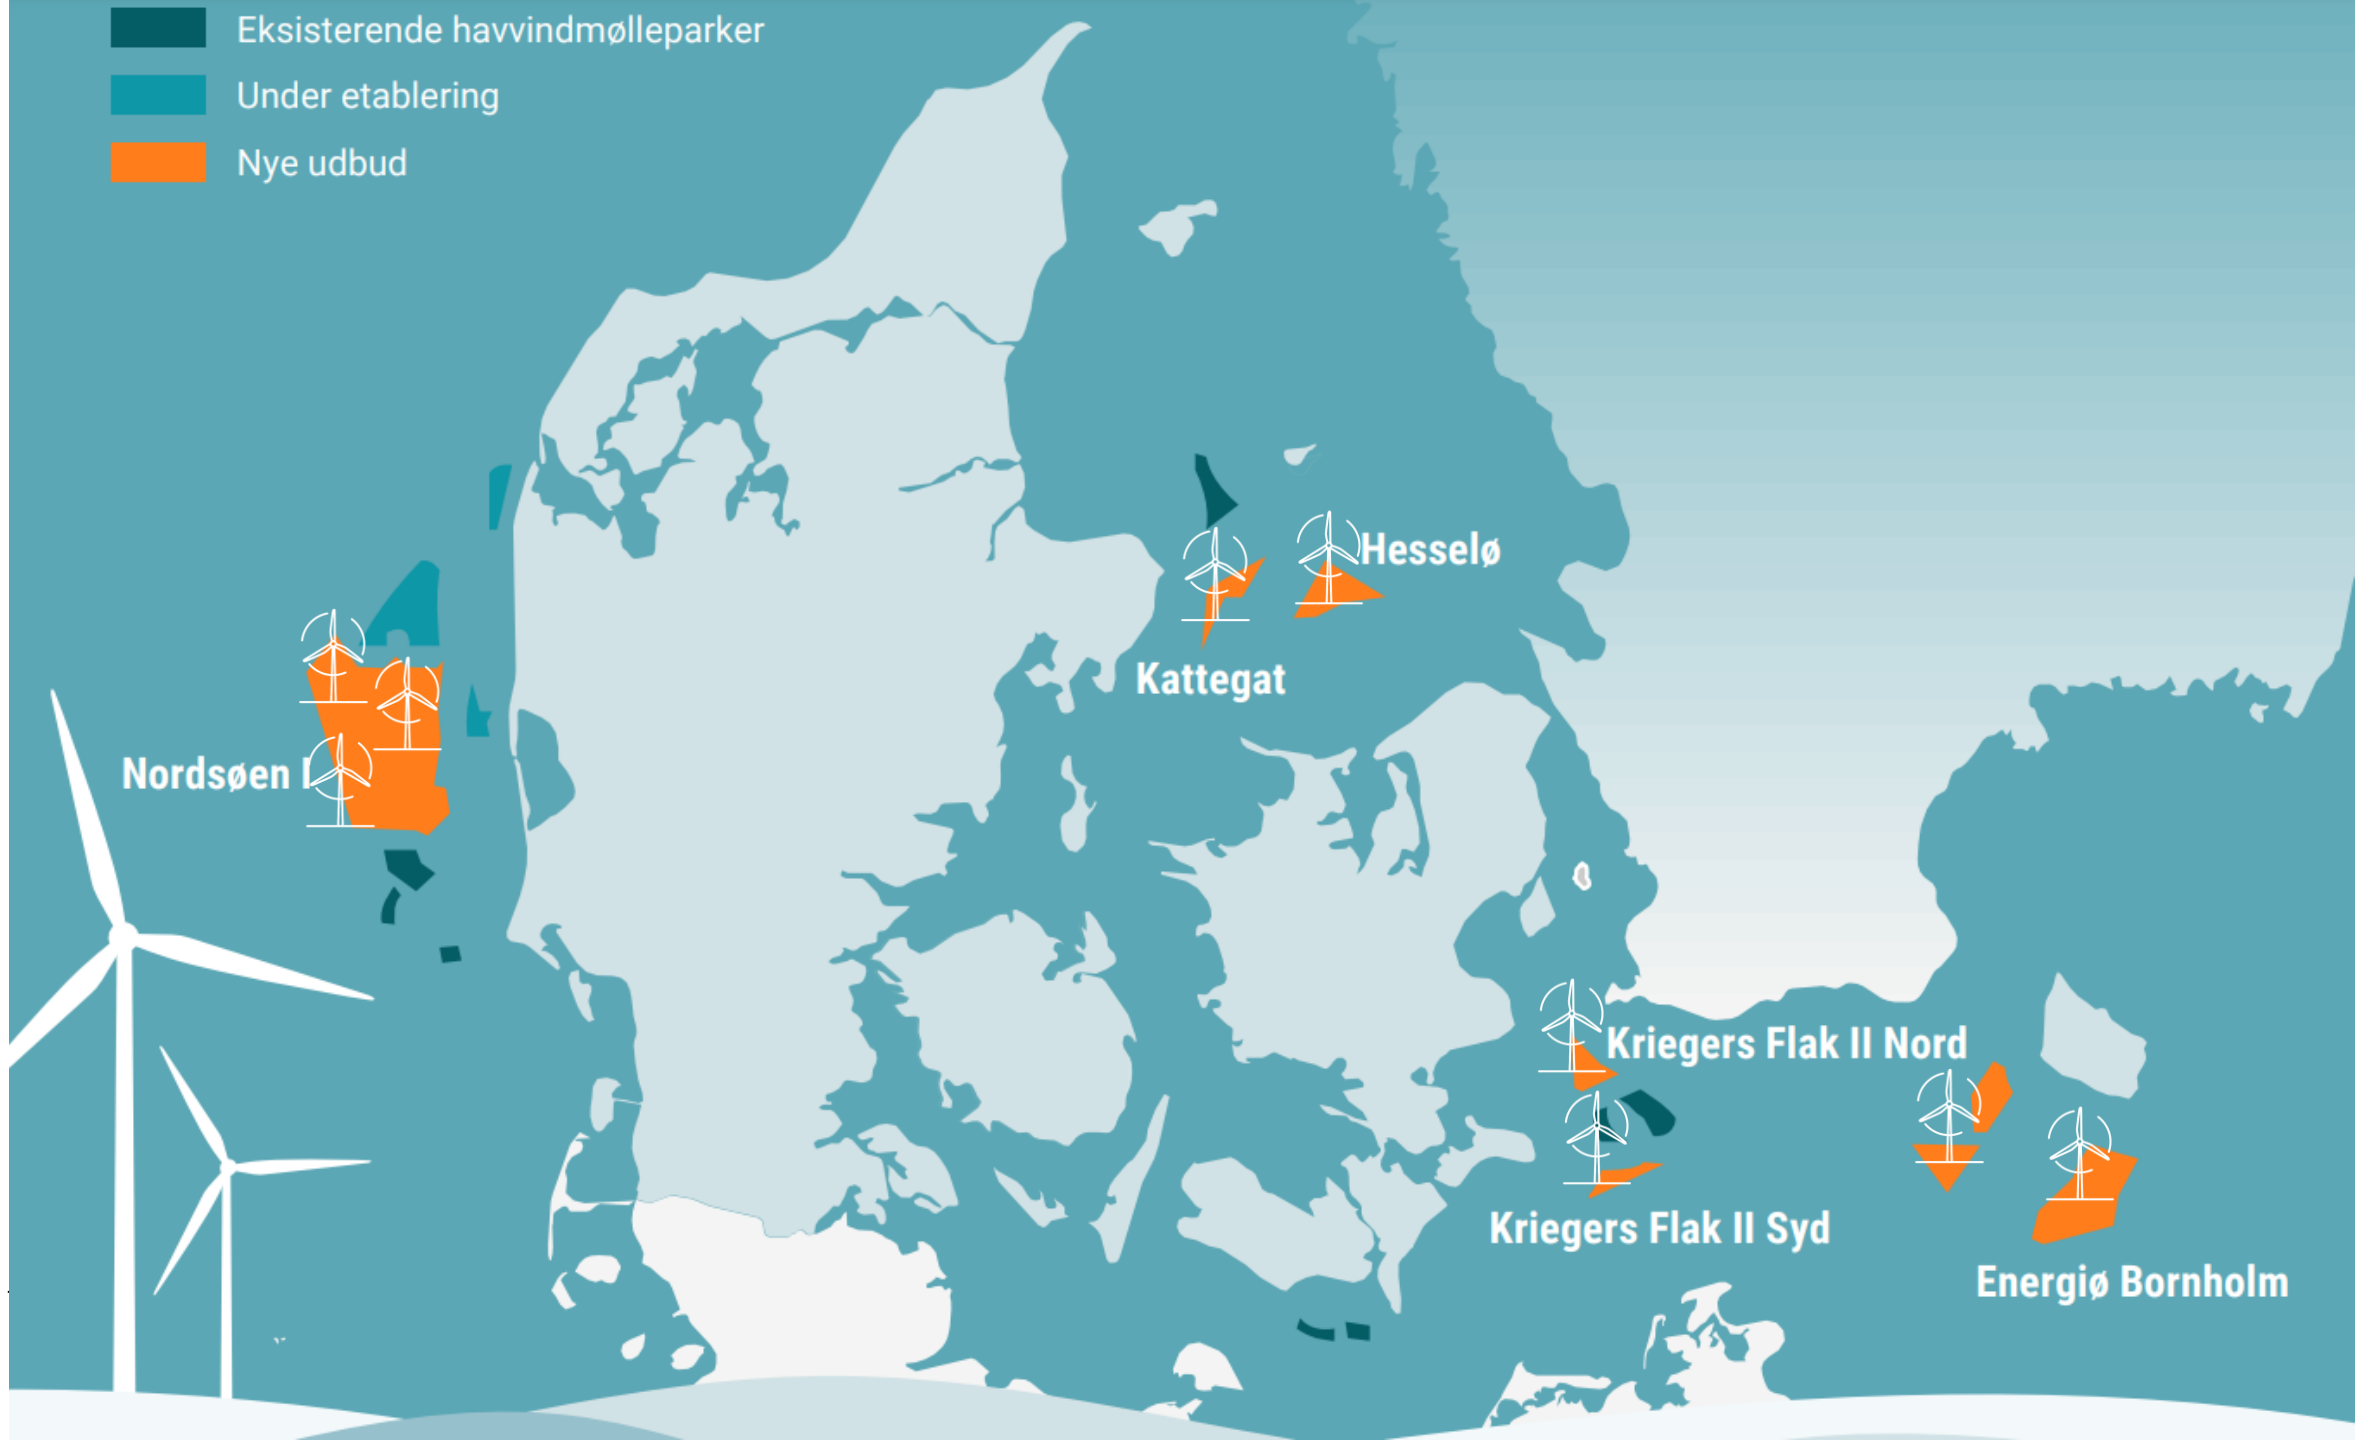 Eksisterende havvindmølleparker
Under etablering
Nye udbud
Hesselø
Kattegat
Nordsøen I
Kriegers Flak II Nord
Kriegers Flak II Syd
Energiø Bornholm